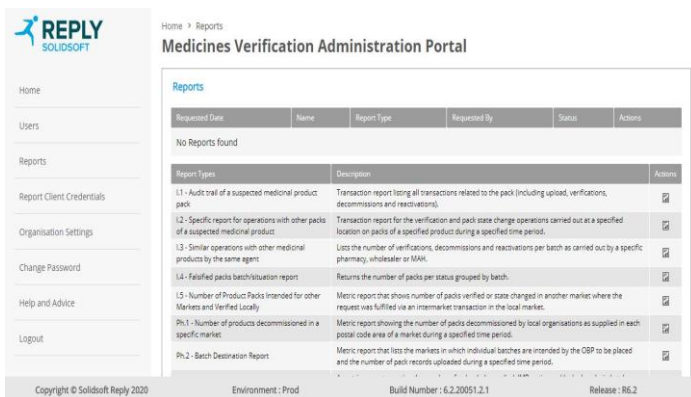 REPLY
SOLIDSOFT
Home > Reports
Medicines Verification Administration Portal
Home
Users
Reports
Report Client Credentials
Organisation Settings
Change Password
Help and Advice
Logout
Reports
Requested Date Name Report Type Requested By Status Actions
No Reports found
Report Types Description Actions
I.1 - Audit trail of a suspected medicinal product
pack
Transaction report listing all transactions related to the pack (including upload, verifications,
decommissions and reactivations).
I.2 - Specific report for operations with other packs
of a suspected medicinal product
Transaction report for the verification and pack state change operations carried out at a specified
location on packs of a specified product during a specified time period.
I.3 - Similar operations with other medicinal
products by the same agent
Lists the number of verifications, decommissions and reactivations per batch as carried out by a specific
pharmacy, wholesaler or MAH.
I.4 - Falsified packs batch/situation report
Returns the number of packs per status grouped by batch.
I.5 - Number of Product Packs Intended for other
Markets and Verified Locally
Metric report that shows number of packs verified or state changed in another market where the
request was fulfilled via an intermarket transaction in the local market.
Ph.1 - Number of products decommissioned in a
specific market
Metric report showing the number of packs decommissioned by local organisations as supplied in each
postal code area of a market during a specified time period.
Ph.2 - Batch Destination Report
Metric report that lists the markets in which individual batches are intended by the OBP to be placed
and the number of pack records uploaded during a specified time period.
Copyright © Solidsoft Reply 2020 Environment : Prod Build Number : 6.2.20051.2.1 Release : R6.2